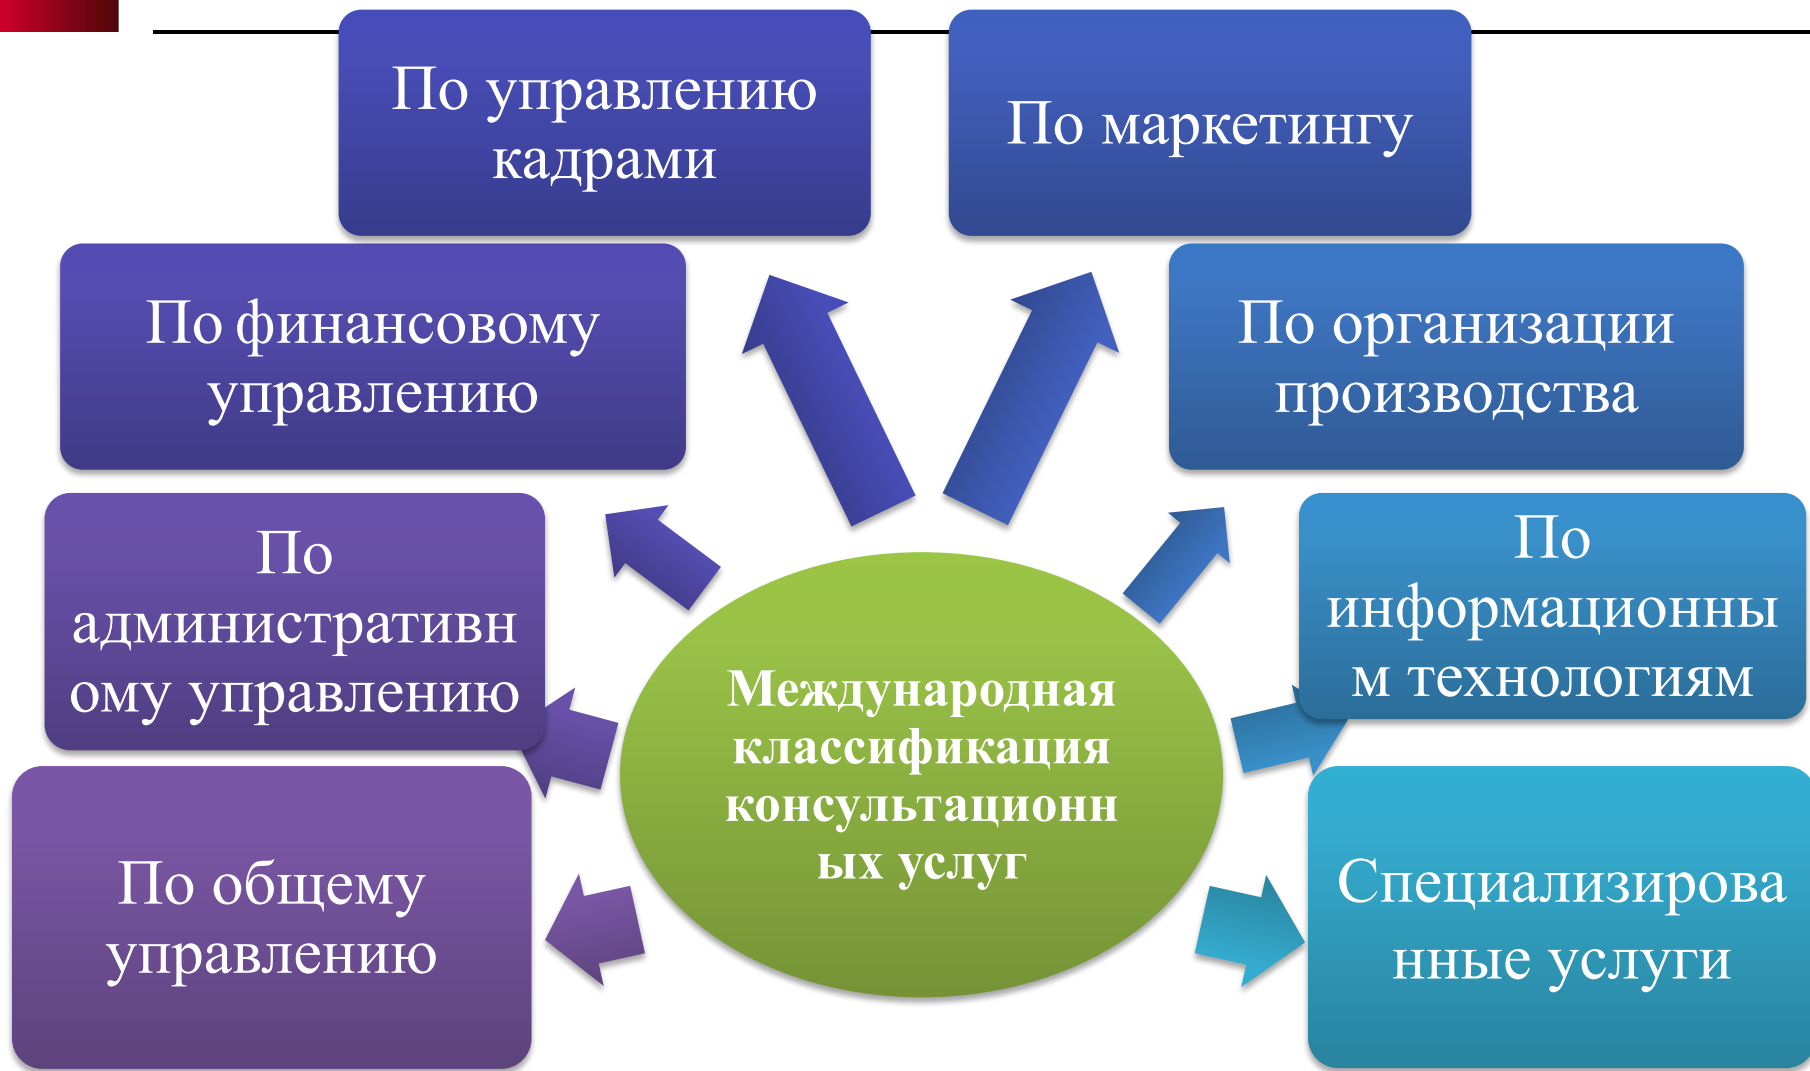 По управлению
кадрами
По маркетингу
По финансовому
управлению
По организации
производства
По
административн
ому управлению
По
информационны
м технологиям
Международная
классификация
консультационн
ых услуг
По общему
управлению
Специализирова
нные услуги